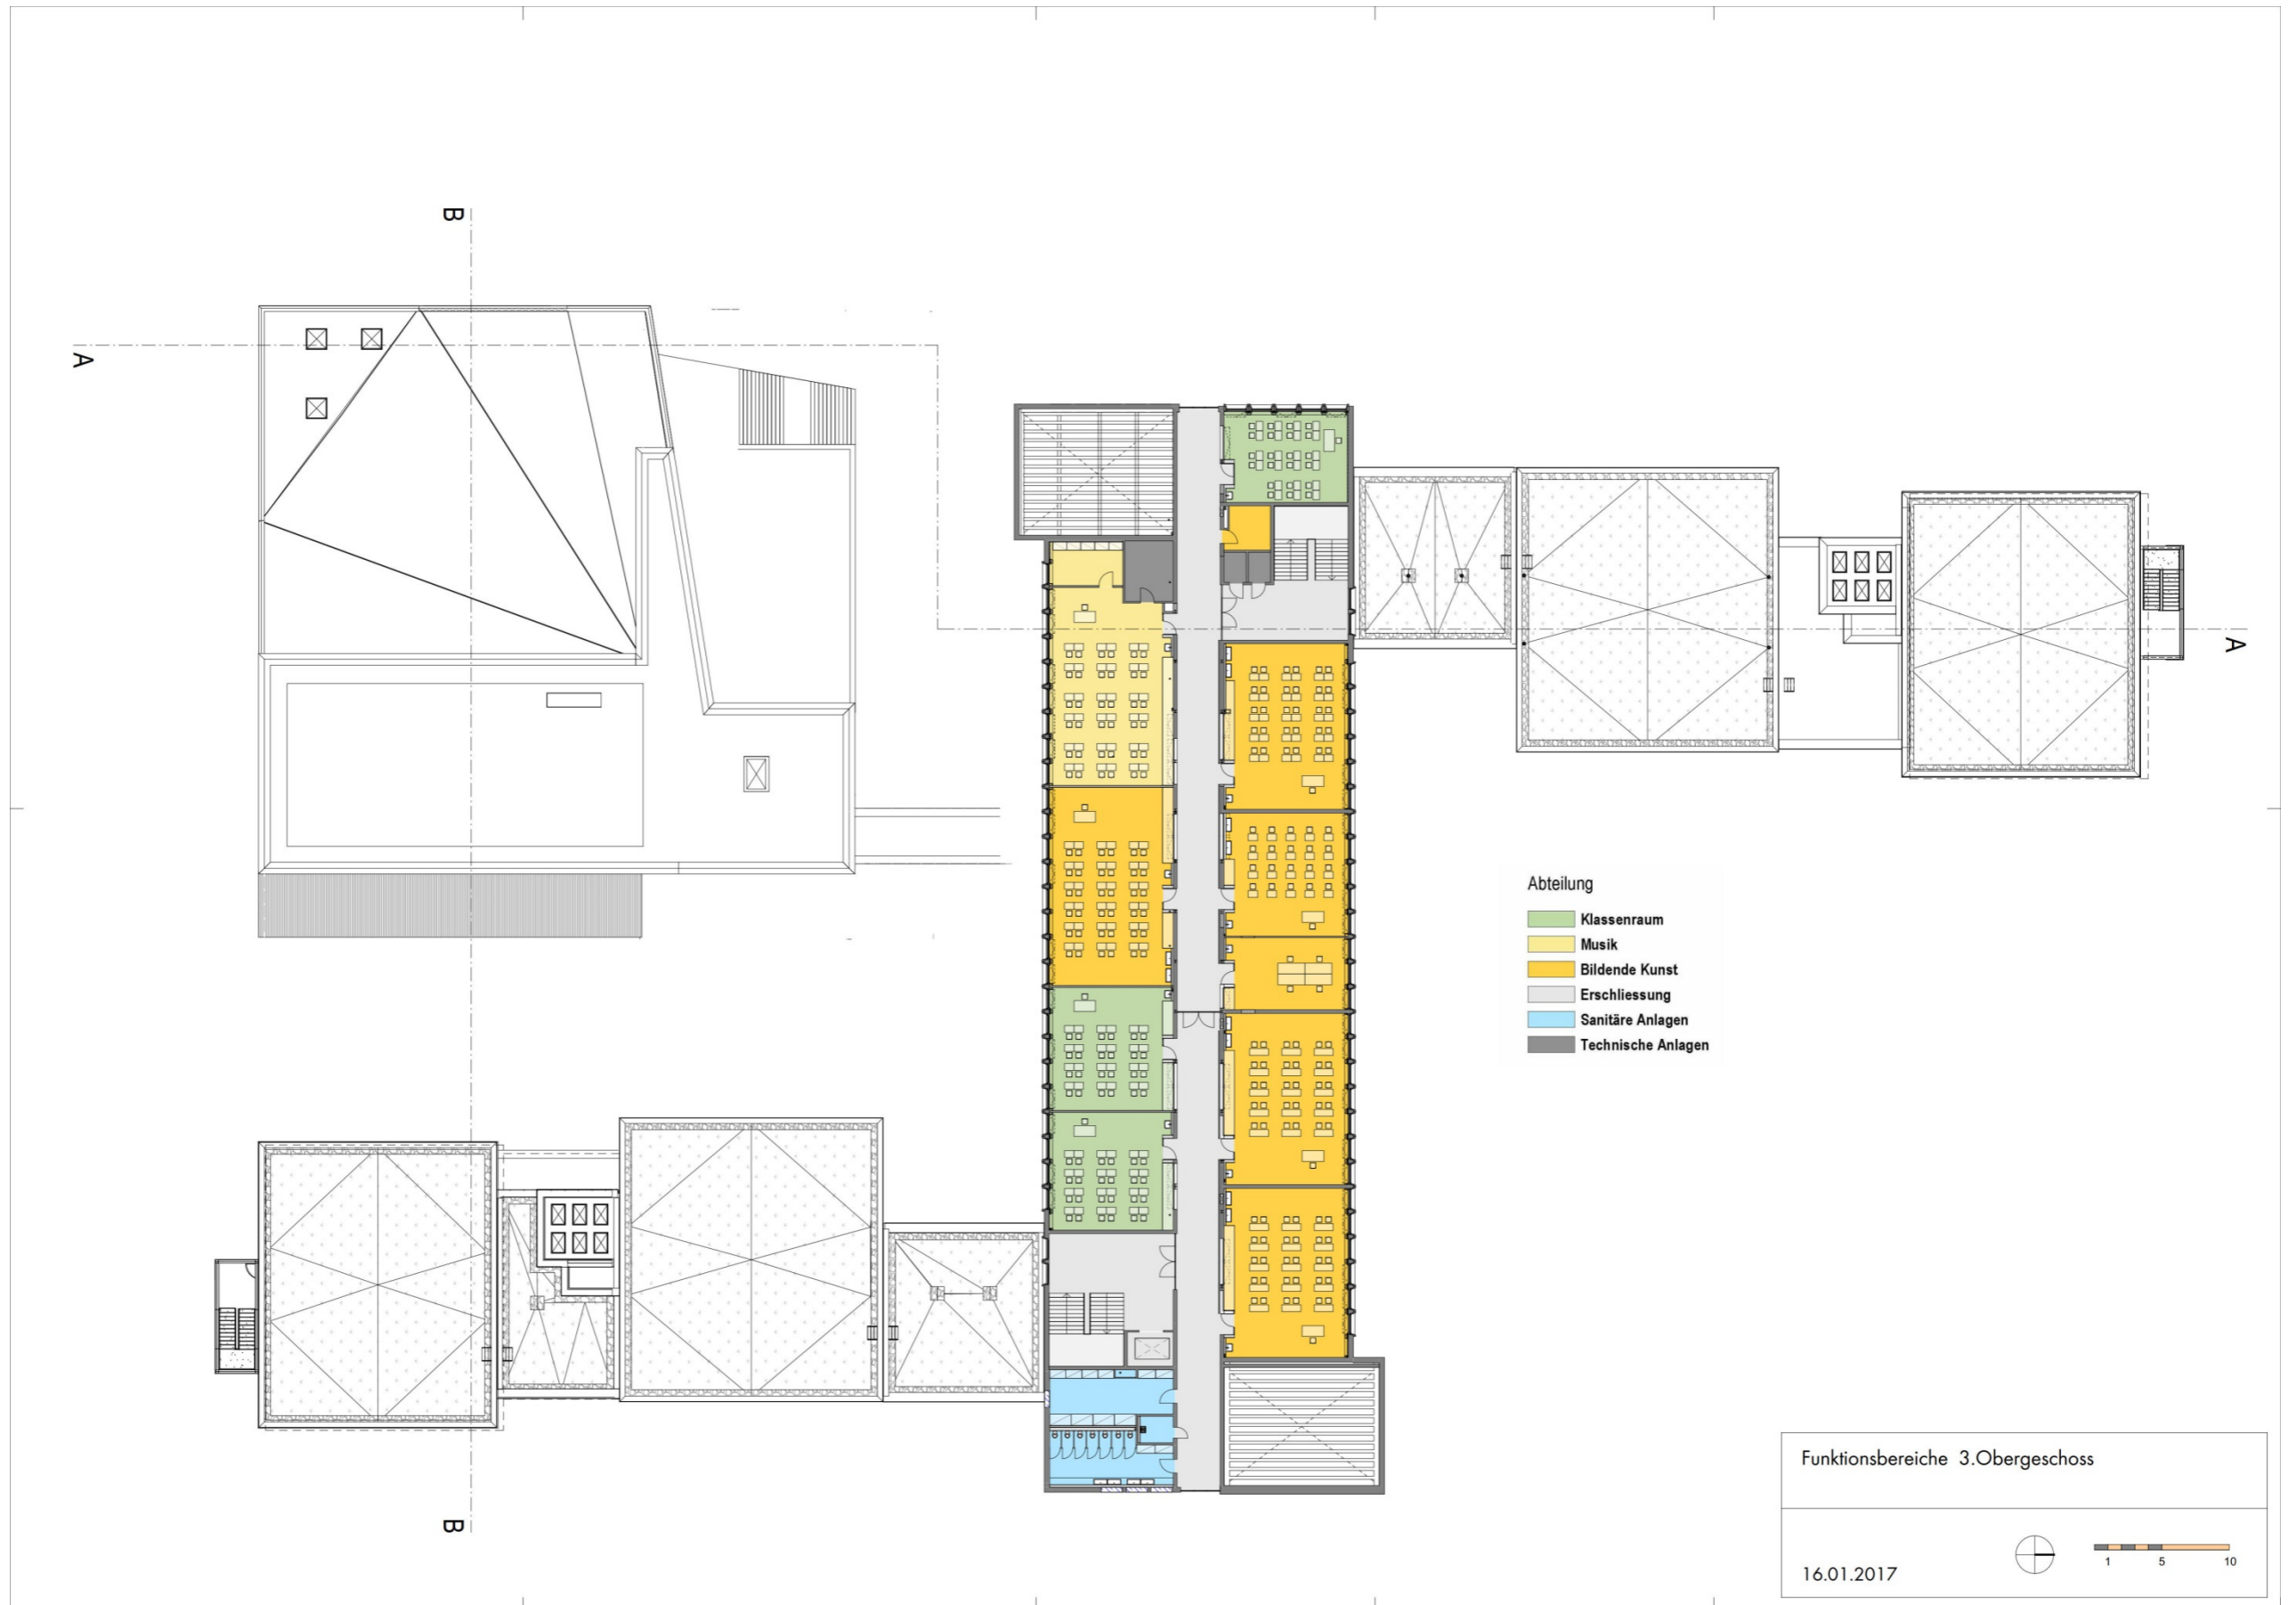 B
A
A
Abteilung
Klassenraum
Musik
Bildende Kunst
Erschliessung
Sanitäre Anlagen
Technische Anlagen
B
Funktionsbereiche 3.Obergeschoss
16.01.2017
1 5 10